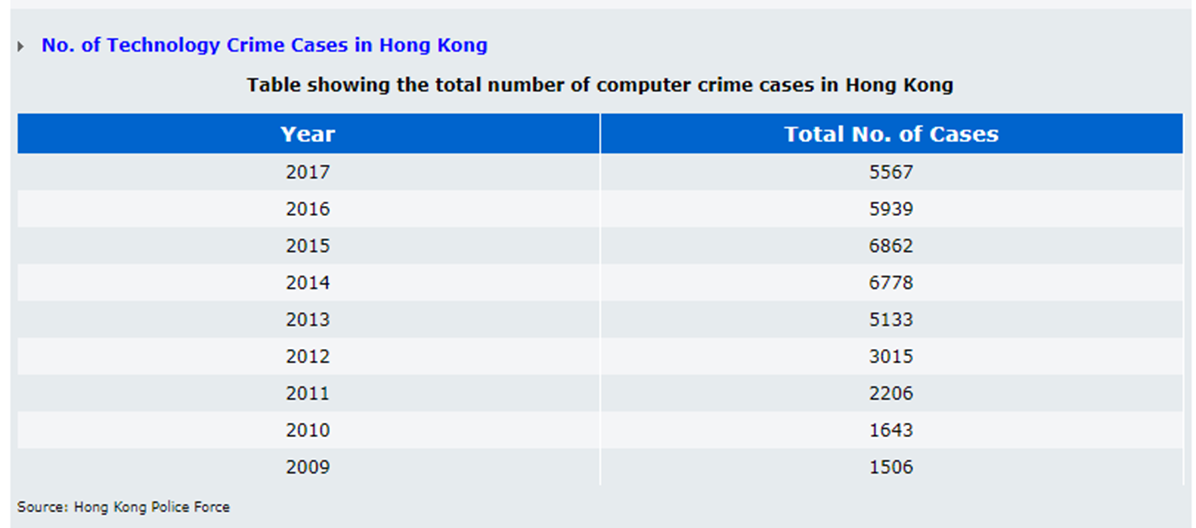 No. of Technology Crime Cases in Hong Kong
Table showing the total number of computer crime cases in Hong Kong
Year Total No. of Cases
2017 5567
2016 5939
2015 6862
2014 6778
2013 5133
2012 3015
2011 2206
2010 1643
2009 1506
Source: Hong Kong Police Force